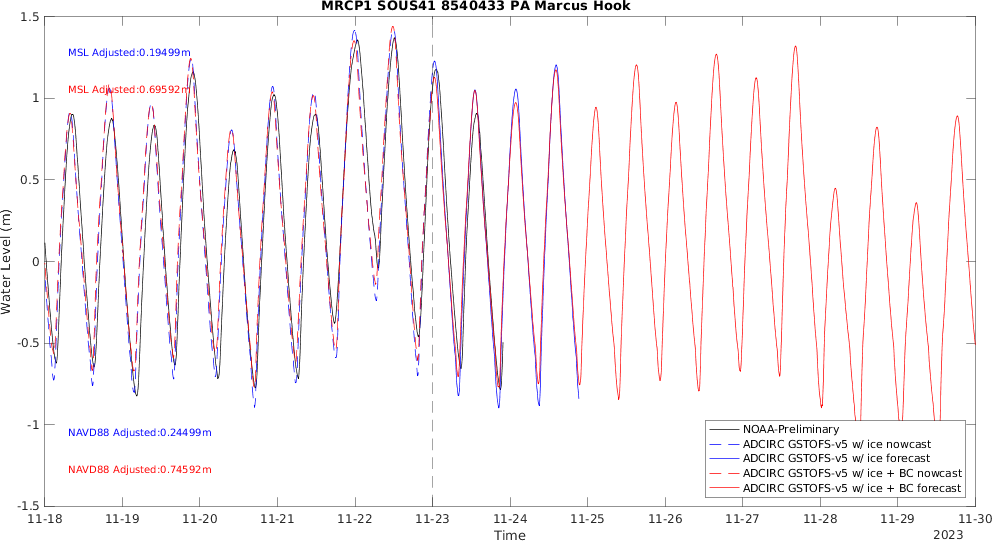 MRCP1 SOUS41 8540433 PA Marcus Hook
1.5
1
0.5
0
-0.5
-1
-1.5
Water Level (m)
MSL Adjusted:0.19499m
MSL Adjusted:0.69592m
NAVD88 Adjusted:0.24499m
NAVD88 Adjusted:0.74592m
NOAA-Preliminary
ADCIRC GSTOFS-v5 w/ ice nowcast
ADCIRC GSTOFS-v5 w/ ice forecast
ADCIRC GSTOFS-v5 w/ ice + BC nowcast
ADCIRC GSTOFS-v5 w/ ice + BC forecast
11-18 11-19 11-20 11-21 11-22 11-23 11-24 11-25 11-26 11-27 11-28 11-29 11-30
Time
2023